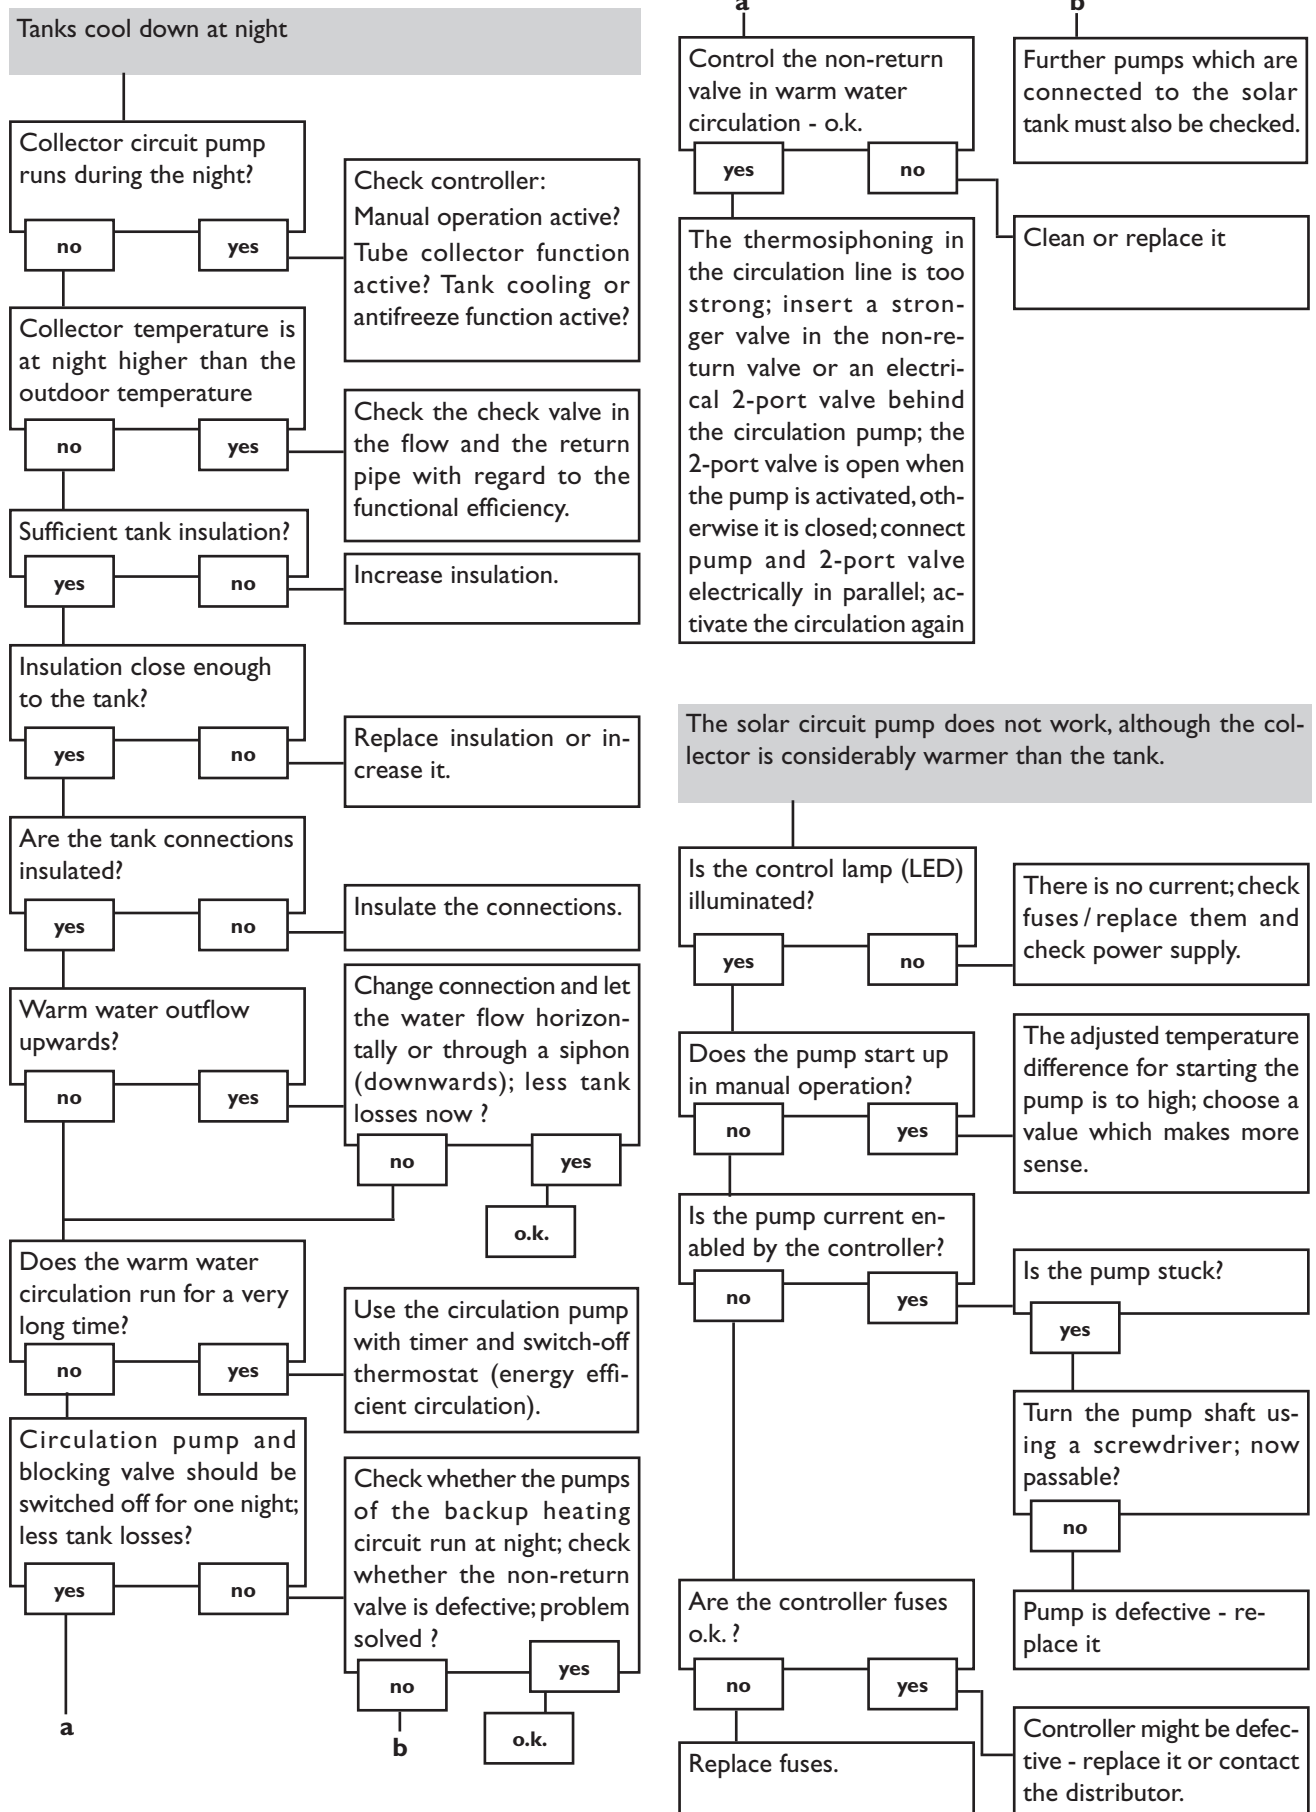 Tanks cool down at night
Collector circuit pump
runs during the night?
no
yes
Check controller:
Manual operation active?
Tube collector function
active? Tank cooling or
antifreeze function active?
Collector temperature is
at night higher than the
outdoor temperature
no
yes
Check the check valve in
the flow and the return
pipe with regard to the
functional efficiency.
Sufficient tank insulation?
yes
no
Increase insulation.
Insulation close enough
to the tank?
yes
no
Replace insulation or in-
crease it.
Are the tank connections
insulated?
yes
no
Insulate the connections.
Warm water outflow
upwards?
no
yes
Change connection and let
the water flow horizon-
tally or through a siphon
(downwards); less tank
losses now ?
no
yes
o.k.
Does the warm water
circulation run for a very
long time?
no
yes
Use the circulation pump
with timer and switch-off
thermostat (energy effi-
cient circulation).
Circulation pump and
blocking valve should be
switched off for one night;
less tank losses?
yes
no
Check whether the pumps
of the backup heating
circuit run at night; check
whether the non-return
valve is defective; problem
solved ?
no
yes
o.k.
a
b
a
b
Control the non-return
valve in warm water
circulation - o.k.
yes
no
Further pumps which are
connected to the solar
tank must also be checked.
Clean or replace it
The thermosiphoning in
the circulation line is too
strong; insert a stron-
ger valve in the non-re-
turn valve or an electri-
cal 2-port valve behind
the circulation pump; the
2-port valve is open when
the pump is activated, oth-
erwise it is closed; connect
pump and 2-port valve
electrically in parallel; ac-
tivate the circulation again
The solar circuit pump does not work, although the col-
lector is considerably warmer than the tank.
Is the control lamp (LED)
illuminated?
yes
no
There is no current; check
fuses / replace them and
check power supply.
Does the pump start up
in manual operation?
no
yes
The adjusted temperature
difference for starting the
pump is to high; choose a
value which makes more
sense.
Is the pump current en-
abled by the controller?
no
yes
Is the pump stuck?
yes
Turn the pump shaft us-
ing a screwdriver; now
passable?
no
Pump is defective - re-
place it
Are the controller fuses
o.k. ?
no
yes
Replace fuses.
Controller might be defec-
tive - replace it or contact
the distributor.